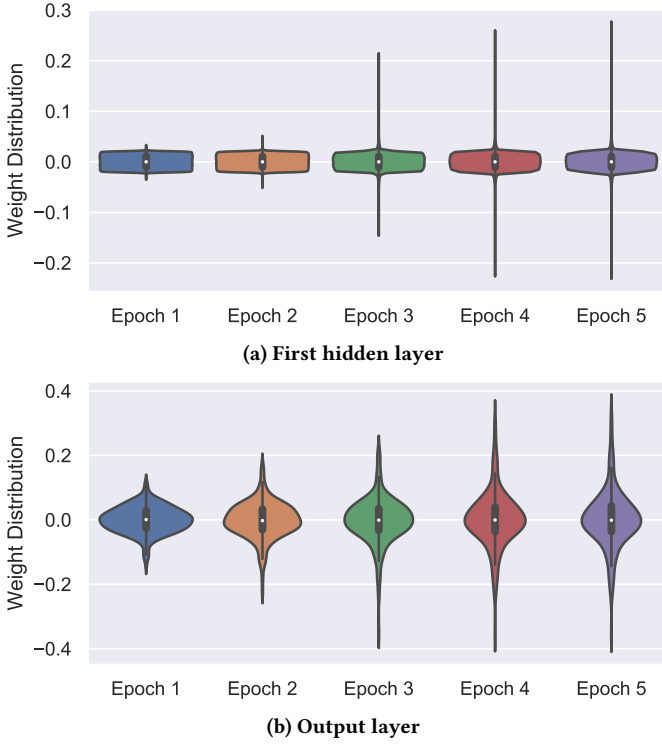 0.3
0.2
0.1
0.0
−0.1
−0.2
Weight Distribution
Epoch 1 Epoch 2 Epoch 3 Epoch 4 Epoch 5
(a) First hidden layer
0.4
0.2
0.0
−0.2
−0.4
Weight Distribution
Epoch 1 Epoch 2 Epoch 3 Epoch 4 Epoch 5
(b) Output layer